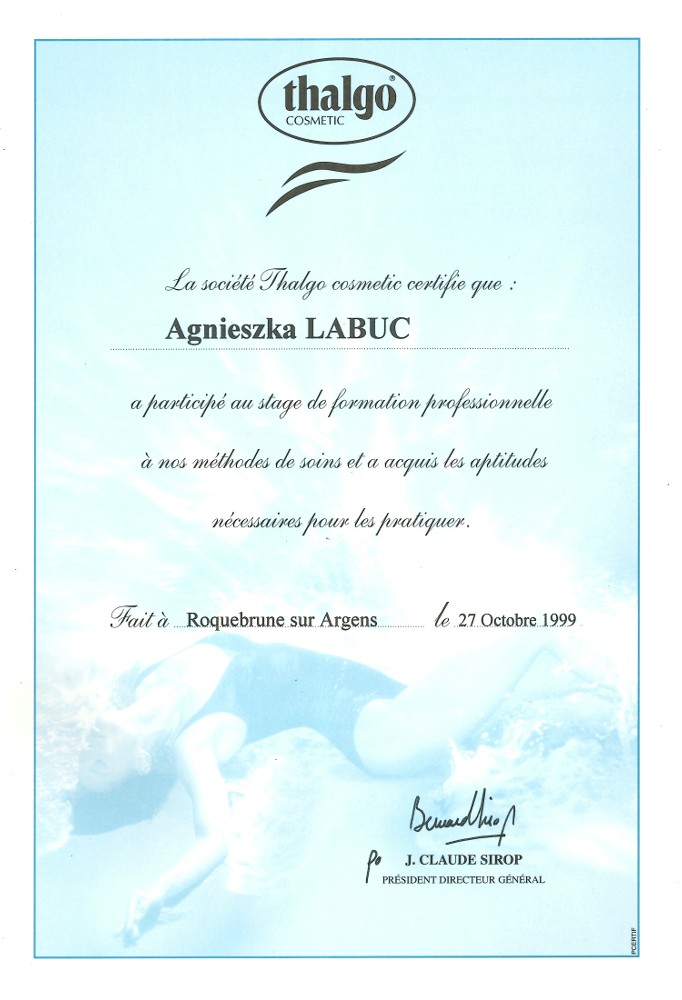 thalgo®
COSMETIC
La société Thalgo cosmetic certifie que :
Agnieszka LABUC
a participé au stage de formation professionnelle
à nos méthodes de soins et a acquis les aptitudes
nécessaires pour les pratiquer.
Fait à Roquebrune sur Argens le 27 Octobre 1999
po J. CLAUDE SIROP
PRÉSIDENT DIRECTEUR GÉNÉRAL
PCERTIF